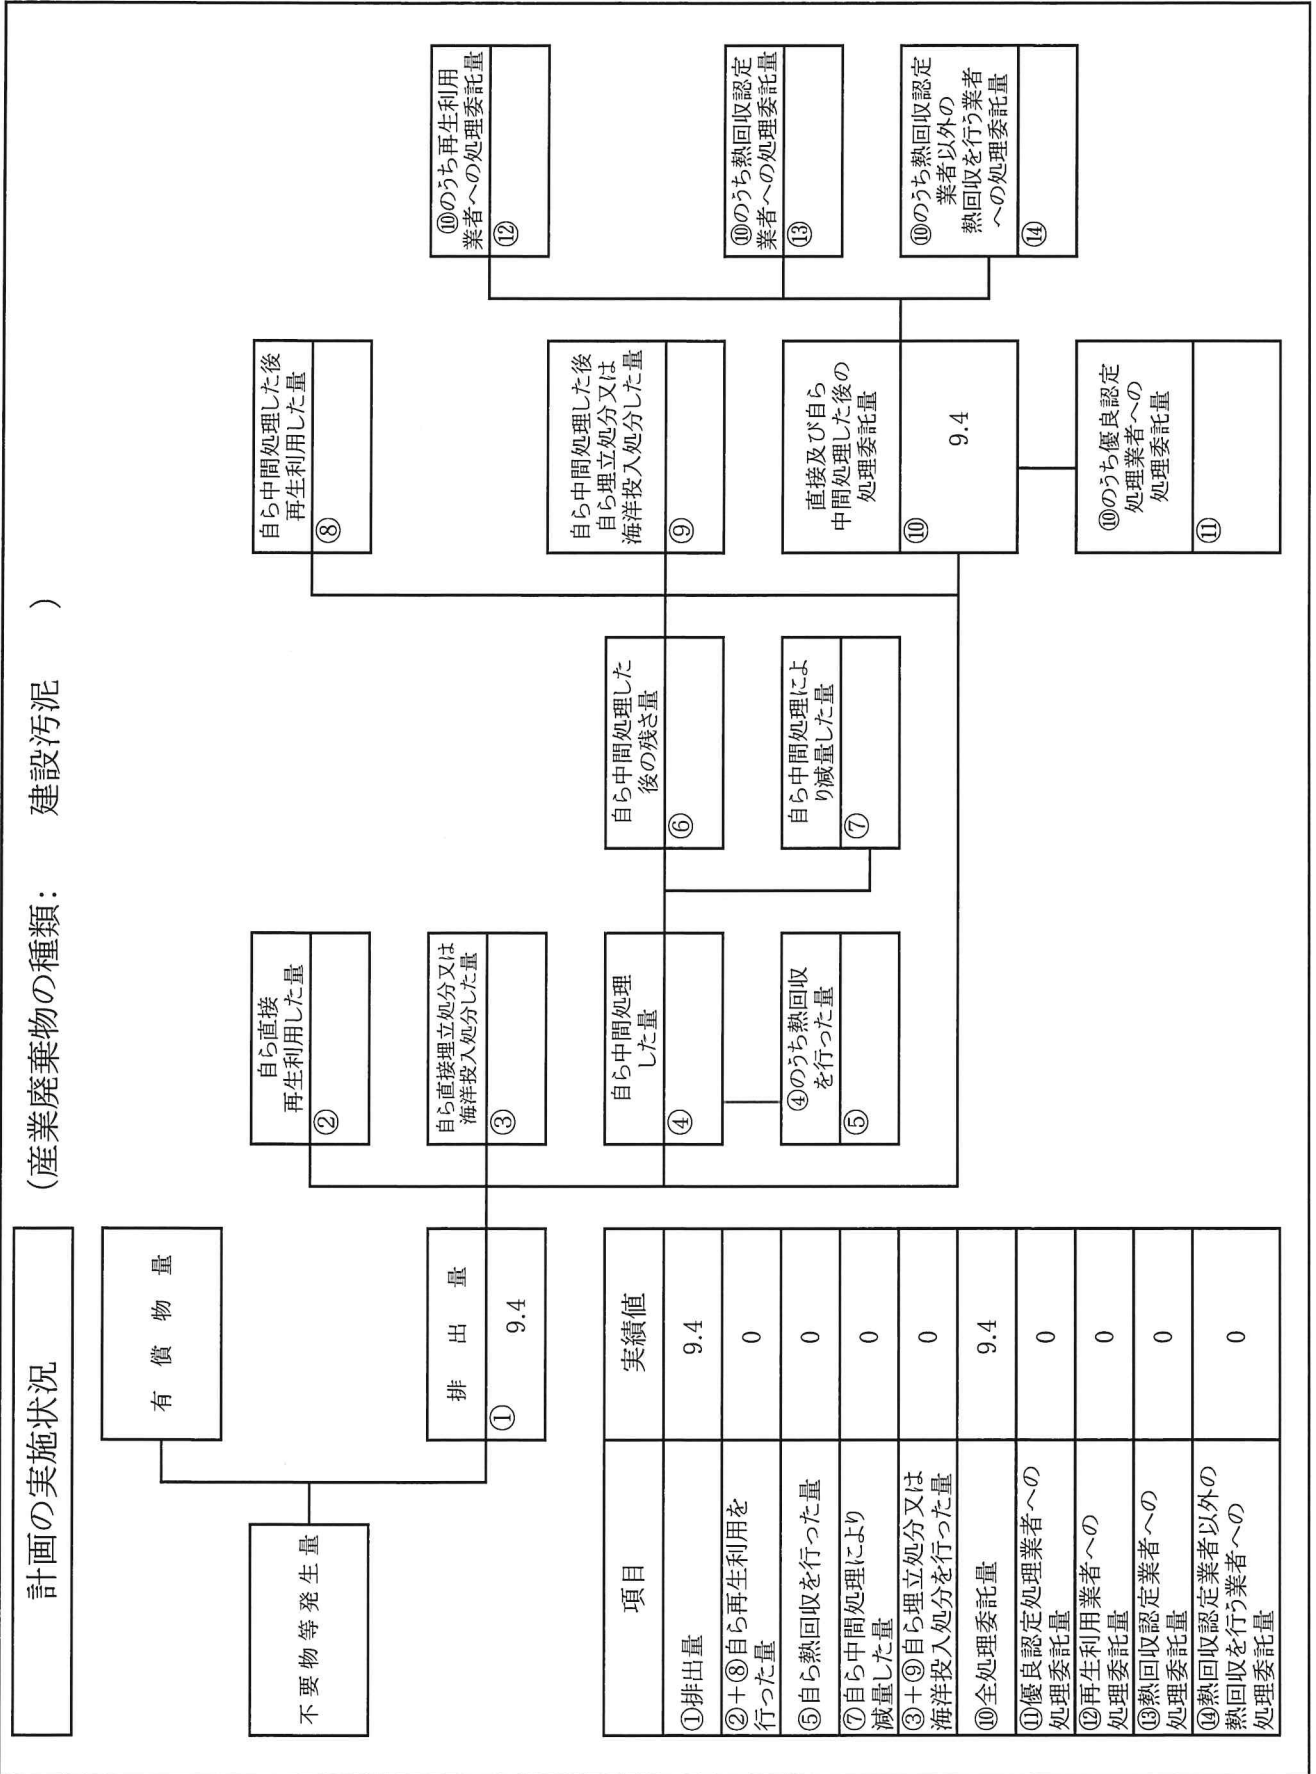 計画の実施状況
（産業廃棄物の種類： 建設汚泥 ）
不要物等発生量
有償物量
排出量
① 9.4
自ら直接
再生利用した量
②
自ら直接埋立処分又は
海洋投入処分した量
③
自ら中間処理
した量
④
④のうち熱回収
を行った量
⑤
自ら中間処理した
後の残さ量
⑥
自ら中間処理によ
り減量した量
⑦
自ら中間処理した後
再生利用した量
⑧
自ら中間処理した後
自ら埋立処分又は
海洋投入処分した量
⑨
直接及び自ら
中間処理した後の
処理委託量
⑩ 9.4
⑩のうち優良認定
処理業者への
処理委託量
⑪
⑩のうち再生利用
業者への処理委託量
⑫
⑩のうち熱回収認定
業者への処理委託量
⑬
⑩のうち熱回収認定
業者以外の
熱回収を行う業者
への処理委託量
⑭
項目 実績値
①排出量 9.4
②＋⑧自ら再生利用を
行った量 0
⑤自ら熱回収を行った量 0
⑦自ら中間処理により
減量した量 0
③＋⑨自ら埋立処分又は
海洋投入処分を行った量 0
⑩全処理委託量 9.4
⑪優良認定処理業者への
処理委託量 0
⑫再生利用業者への
処理委託量 0
⑬熱回収認定業者への
処理委託量 0
⑭熱回収認定業者以外の
熱回収を行う業者への
処理委託量 0